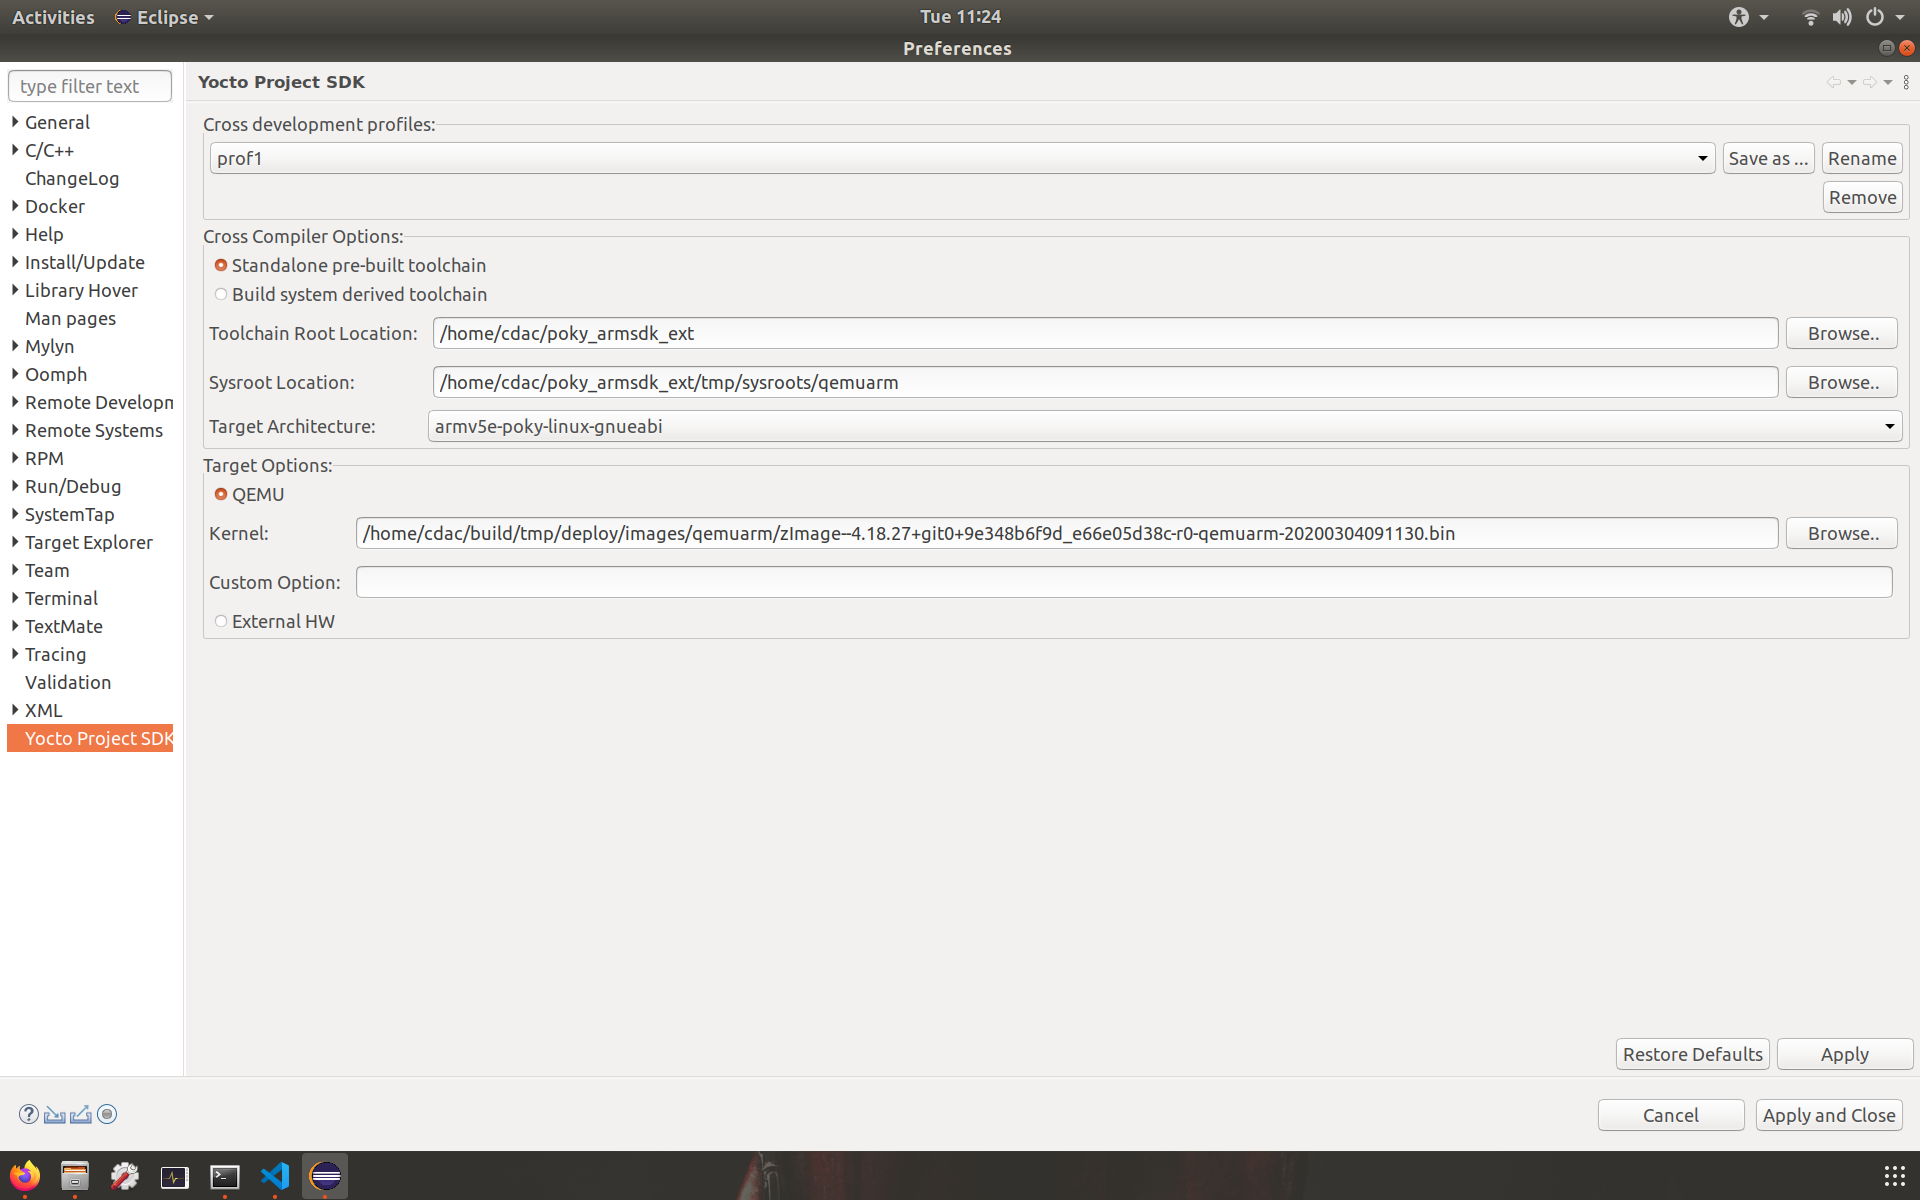 Activities Eclipse Tue 11:24
Preferences
type filter text
General
C/C++
ChangeLog
Docker
Help
Install/Update
Library Hover
Man pages
Mylyn
Oomph
Remote Developm
Remote Systems
RPM
Run/Debug
SystemTap
Target Explorer
Team
Terminal
TextMate
Tracing
Validation
XML
Yocto Project SDK
Yocto Project SDK
Cross development profiles:
prof1 Save as ... Rename
Remove
Cross Compiler Options:
Standalone pre-built toolchain
Build system derived toolchain
Toolchain Root Location: /home/cdac/poky_armsdk_ext Browse..
Sysroot Location: /home/cdac/poky_armsdk_ext/tmp/sysroots/qemuarm Browse..
Target Architecture: armv5e-poky-linux-gnueabi
Target Options:
QEMU
Kernel: /home/cdac/build/tmp/deploy/images/qemuarm/zImage--4.18.27+git0+9e348b6f9d_e66e05d38c-r0-qemuarm-20200304091130.bin Browse..
Custom Option:
External HW
Restore Defaults Apply
Cancel Apply and Close